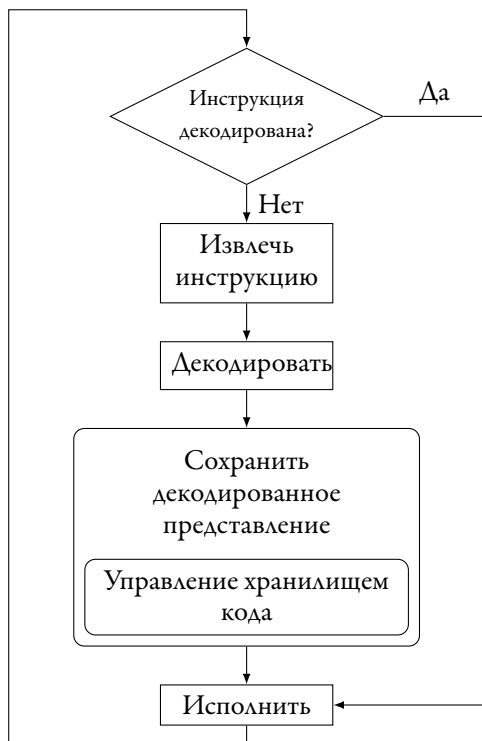 Инструкция
декодирована?
Да
Нет
Извлечь
инструкцию
Декодировать
Сохранить
декодированное
представление
Управление хранилищем
кода
Исполнить